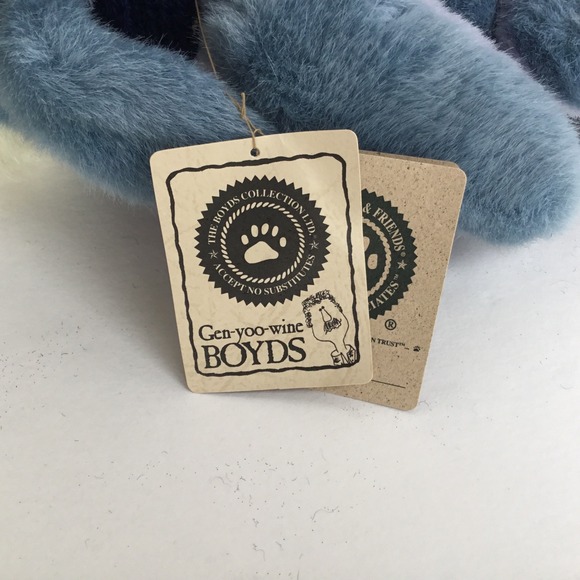 THE BOYDS COLLECTION LTD.
ACCEPT NO SUBSTITUTES
Gen-yoo-wine
BOYDS
& FRIENDS®
®
TRUST™